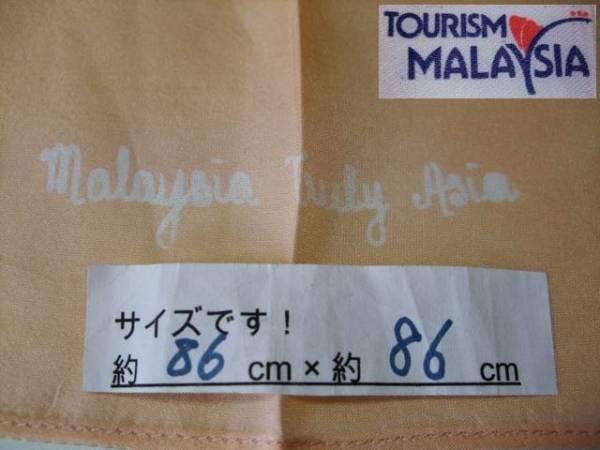 TOURISM
MALAYSIA
Malaysia Truly Asia
サイズです！
約 86 cm × 約 86 cm